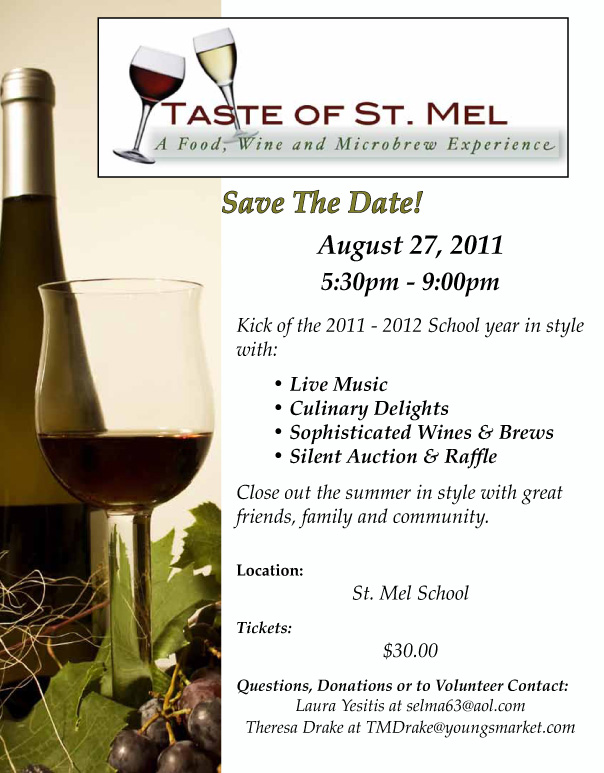 TASTE OF ST. MEL
A Food, Wine and Microbrew Experience
Save The Date!
August 27, 2011
5:30pm - 9:00pm
Kick of the 2011 - 2012 School year in style
with:
• Live Music
• Culinary Delights
• Sophisticated Wines & Brews
• Silent Auction & Raffle
Close out the summer in style with great
friends, family and community.
Location:
St. Mel School
Tickets:
$30.00
Questions, Donations or to Volunteer Contact:
Laura Yesitis at selma63@aol.com
Theresa Drake at TMDrake@youngsmarket.com